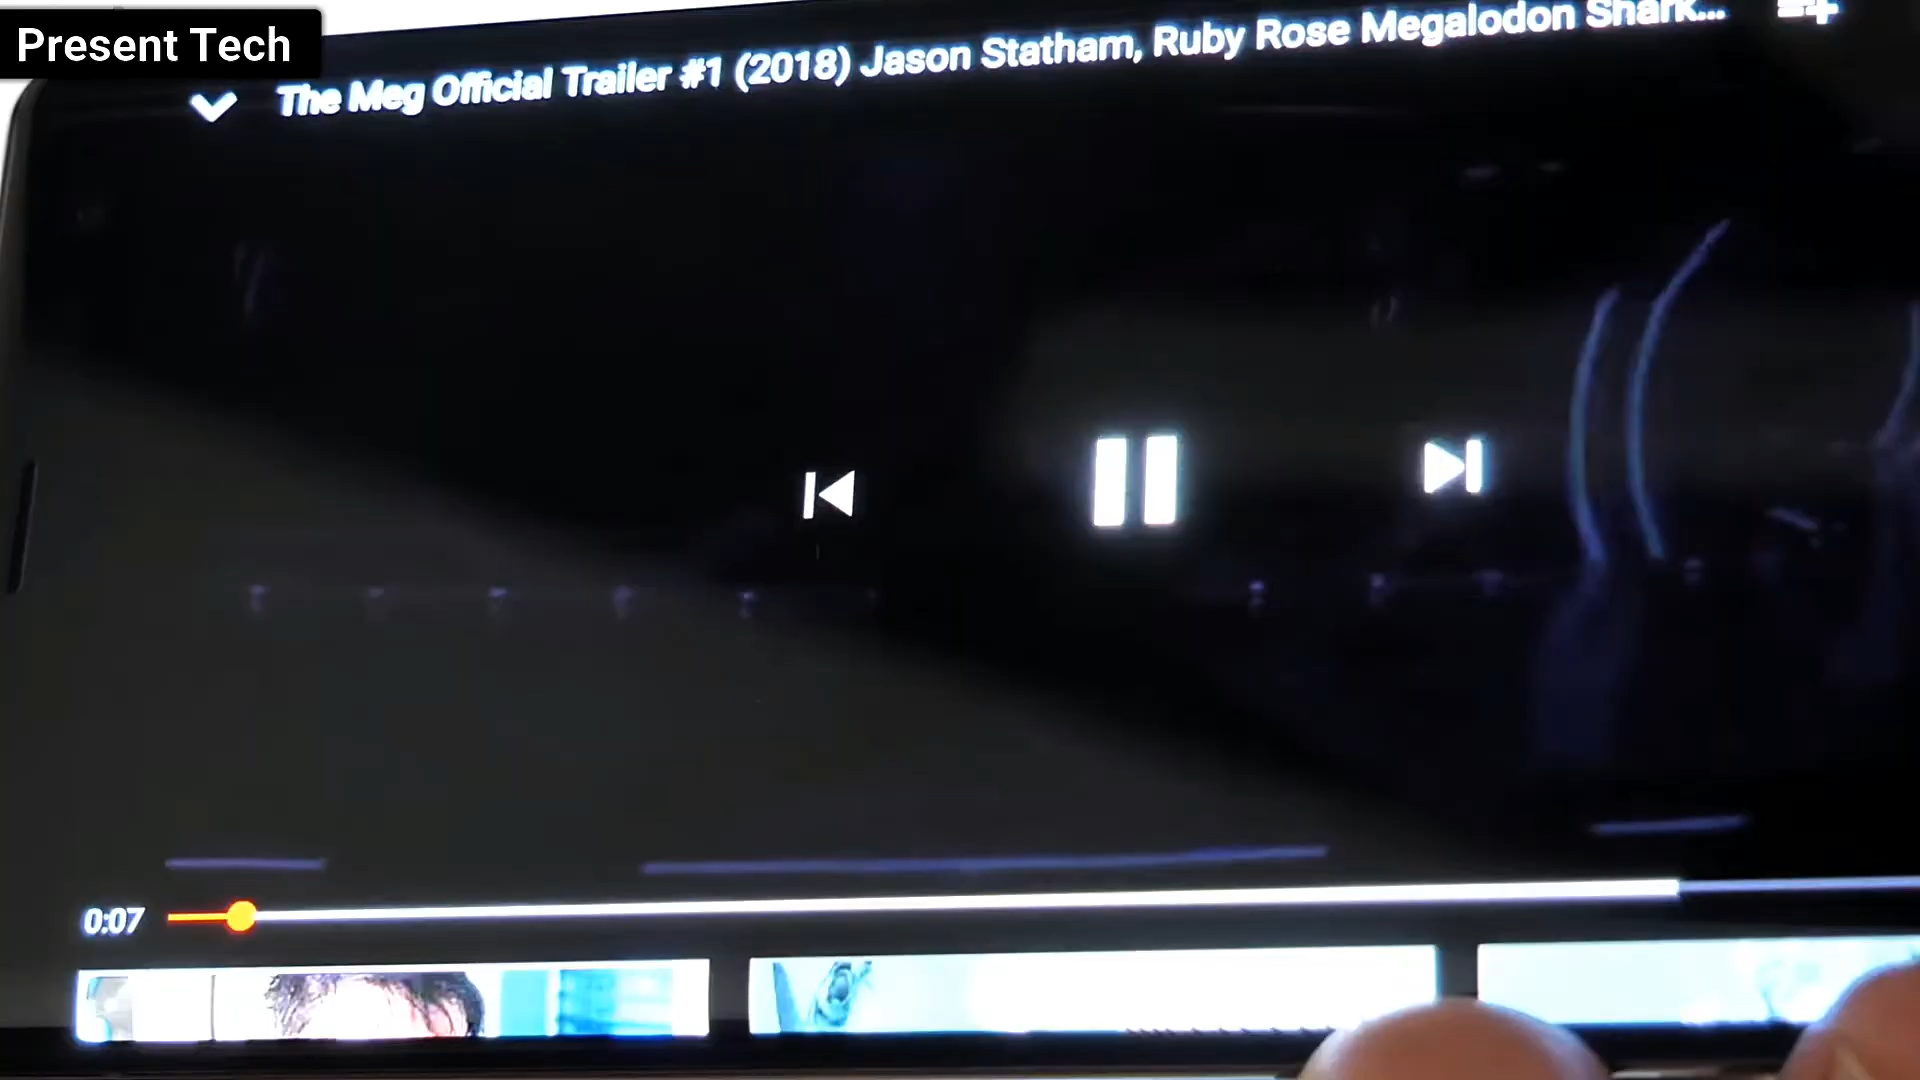 Present Tech
The Meg Official Trailer #1 (2018) Jason Statham, Ruby Rose Megalodon Shark...
0:07